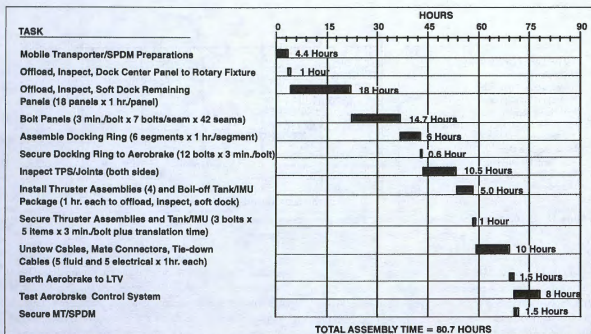 HOURS
TASK
0 15 30 45 60 75 90
Mobile Transporter/SPDM Preparations 4.4 Hours
Offload, Inspect, Dock Center Panel to Rotary Fixture 1 Hour
Offload, Inspect, Soft Dock Remaining
Panels (18 panels x 1 hr./panel) 18 Hours
Bolt Panels (3 min./bolt x 7 bolts/seam x 42 seams) 14.7 Hours
Assemble Docking Ring (6 segments x 1 hr./segment) 6 Hours
Secure Docking Ring to Aerobrake (12 bolts x 3 min./bolt) 0.6 Hour
Inspect TPS/Joints (both sides) 10.5 Hours
Install Thruster Assemblies (4) and Boil-off Tank/IMU 5.0 Hours
Package (1 hr. each to offload, inspect, soft dock)
Secure Thruster Assemblies and Tank/IMU (3 bolts x 1 Hour
5 items x 3 min./bolt plus translation time)
Unstow Cables, Mate Connectors, Tie-down 10 Hours
Cables (5 fluid and 5 electrical x 1hr. each)
Berth Aerobrake to LTV 1.5 Hours
Test Aerobrake Control System 8 Hours
Secure MT/SPDM 1.5 Hours
TOTAL ASSEMBLY TIME = 80.7 HOURS